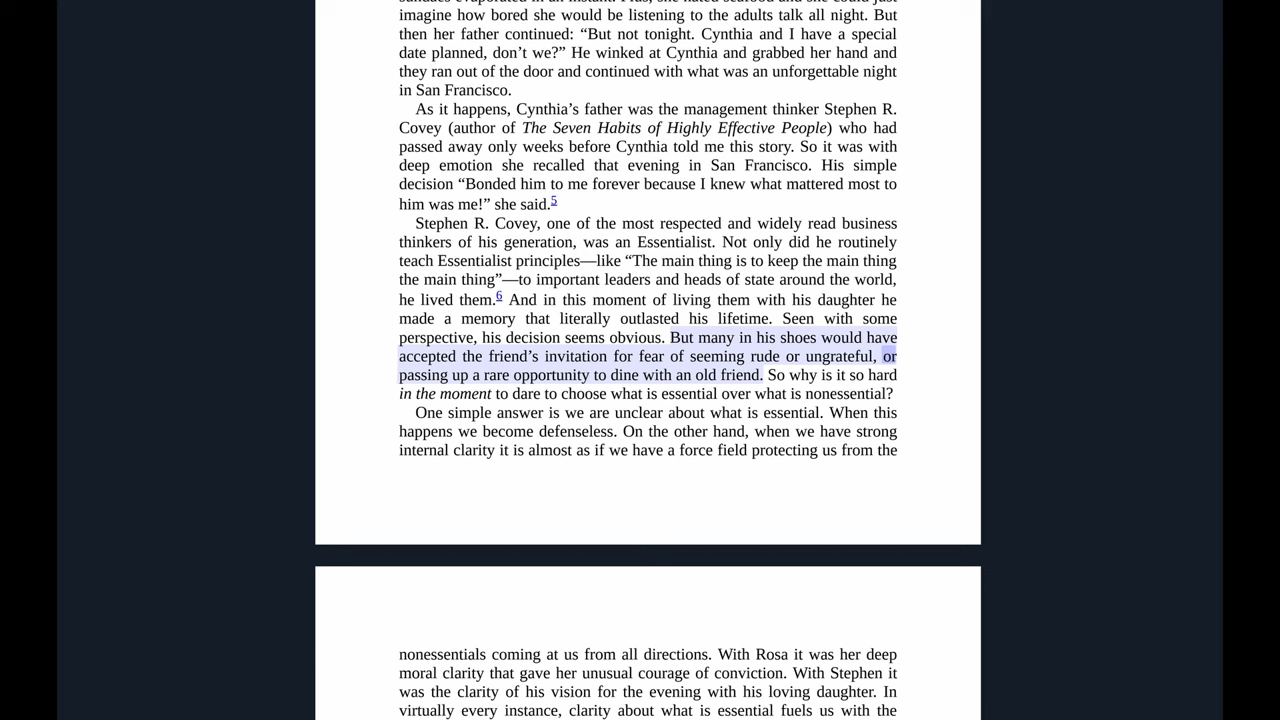 imagine how bored she would be listening to the adults talk all night. But
then her father continued: “But not tonight. Cynthia and I have a special
date planned, don’t we?” He winked at Cynthia and grabbed her hand and
they ran out of the door and continued with what was an unforgettable night
in San Francisco.
As it happens, Cynthia’s father was the management thinker Stephen R.
Covey (author of The Seven Habits of Highly Effective People) who had
passed away only weeks before Cynthia told me this story. So it was with
deep emotion she recalled that evening in San Francisco. His simple
decision “Bonded him to me forever because I knew what mattered most to
him was me!” she said.5
Stephen R. Covey, one of the most respected and widely read business
thinkers of his generation, was an Essentialist. Not only did he routinely
teach Essentialist principles—like “The main thing is to keep the main thing
the main thing”—to important leaders and heads of state around the world,
he lived them.6 And in this moment of living them with his daughter he
made a memory that literally outlasted his lifetime. Seen with some
perspective, his decision seems obvious. But many in his shoes would have
accepted the friend’s invitation for fear of seeming rude or ungrateful, or
passing up a rare opportunity to dine with an old friend. So why is it so hard
in the moment to dare to choose what is essential over what is nonessential?
One simple answer is we are unclear about what is essential. When this
happens we become defenseless. On the other hand, when we have strong
internal clarity it is almost as if we have a force field protecting us from the
nonessentials coming at us from all directions. With Rosa it was her deep
moral clarity that gave her unusual courage of conviction. With Stephen it
was the clarity of his vision for the evening with his loving daughter. In
virtually every instance, clarity about what is essential fuels us with the